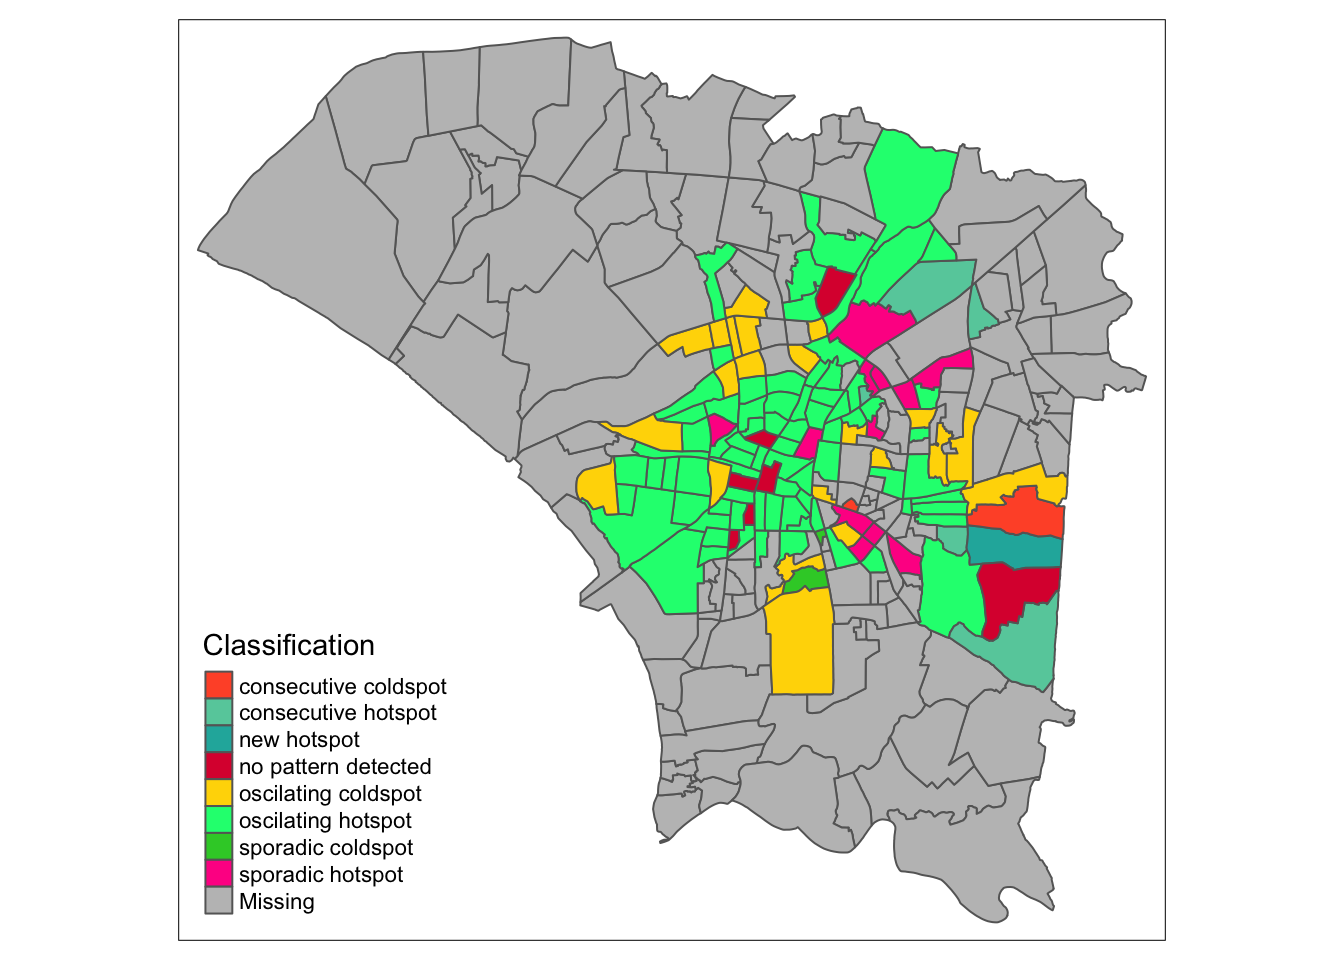 Classification
consecutive coldspot
consecutive hotspot
new hotspot
no pattern detected
oscilating coldspot
oscilating hotspot
sporadic coldspot
sporadic hotspot
Missing